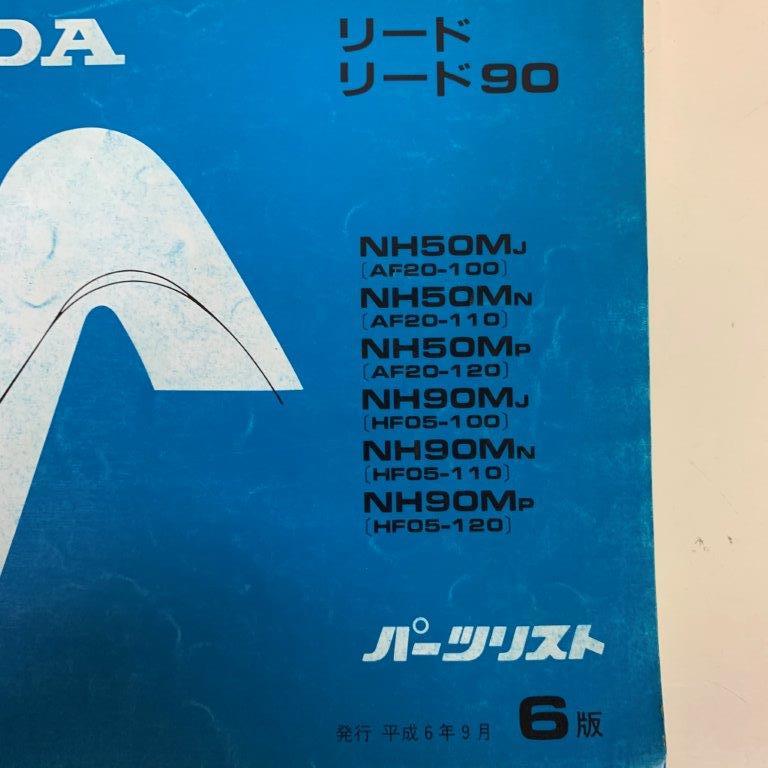 DA
リード
リード90
NH50MJ
〔AF20-100〕
NH50MN
〔AF20-110〕
NH50MP
〔AF20-120〕
NH90MJ
〔HF05-100〕
NH90MN
〔HF05-110〕
NH90MP
〔HF05-120〕
パーツリスト
発行 平成6年9月 6版